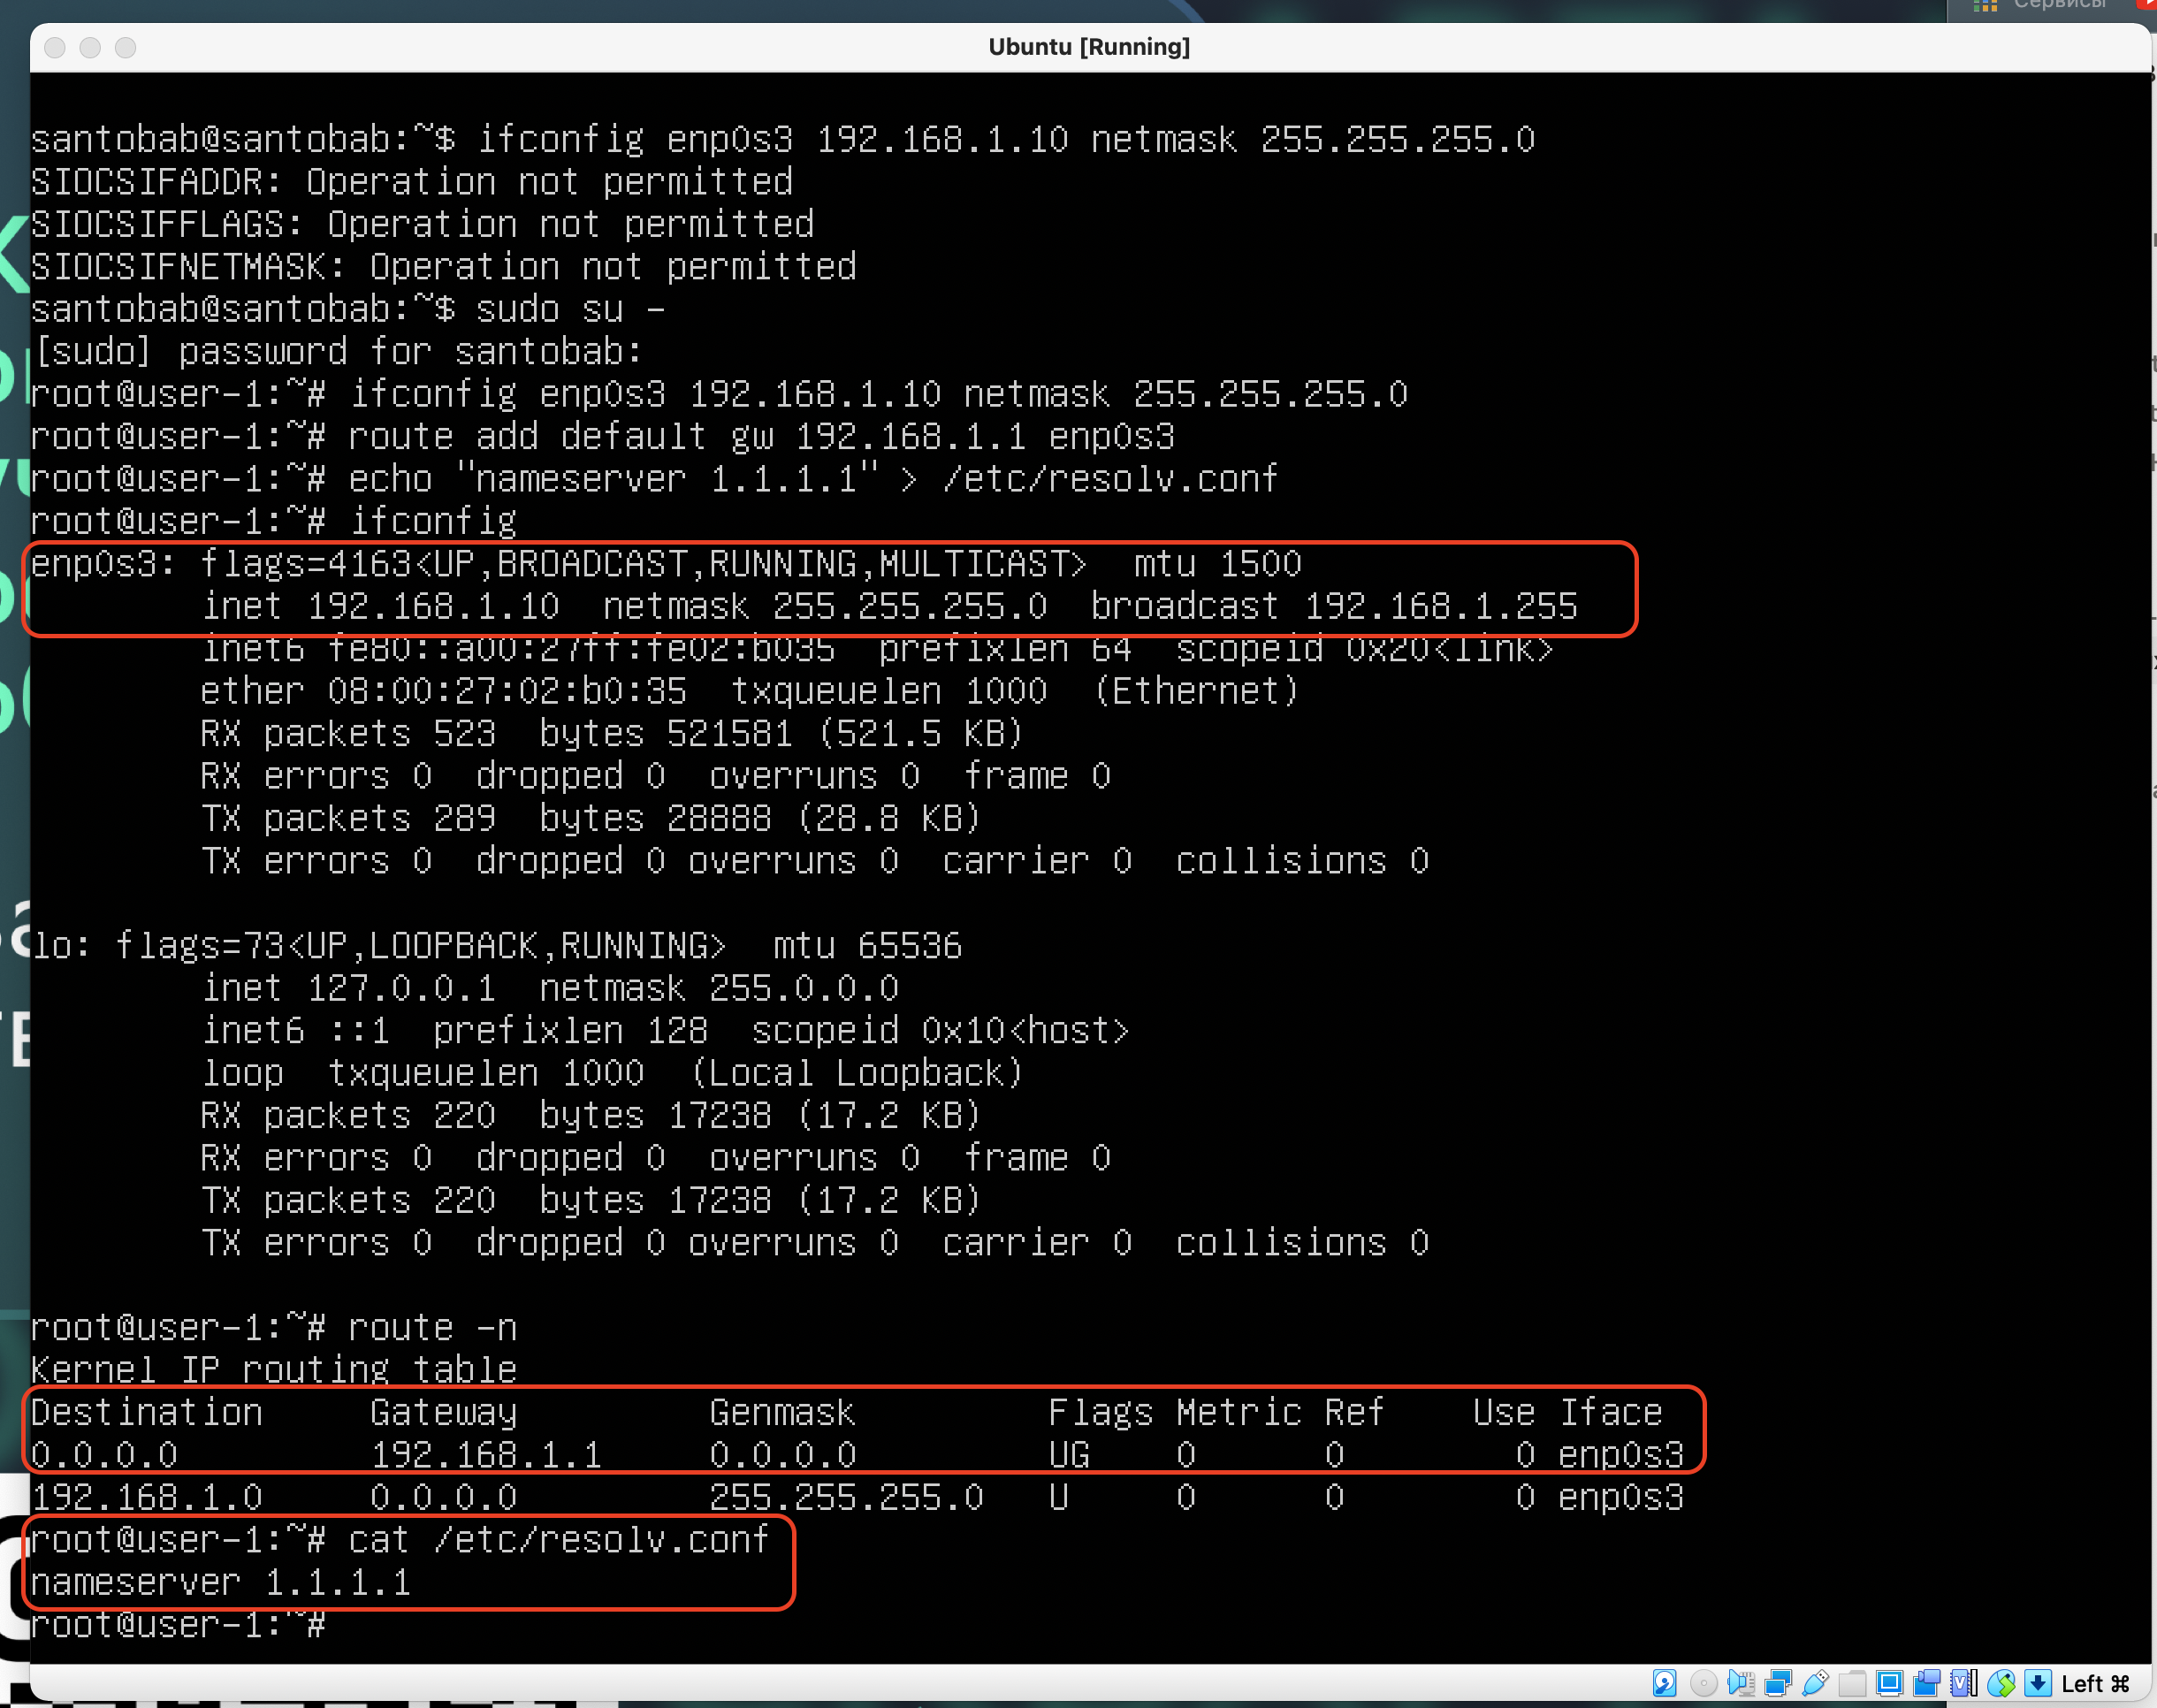 Сервисы
Ubuntu [Running]
santobab@santobab:~$ ifconfig enp0s3 192.168.1.10 netmask 255.255.255.0
SIOCSIFADDR: Operation not permitted
SIOCSIFFLAGS: Operation not permitted
SIOCSIFNETMASK: Operation not permitted
santobab@santobab:~$ sudo su -
[sudo] password for santobab:
root@user-1:~# ifconfig enp0s3 192.168.1.10 netmask 255.255.255.0
root@user-1:~# route add default gw 192.168.1.1 enp0s3
root@user-1:~# echo "nameserver 1.1.1.1" > /etc/resolv.conf
root@user-1:~# ifconfig
enp0s3: flags=4163<UP,BROADCAST,RUNNING,MULTICAST>  mtu 1500
        inet 192.168.1.10  netmask 255.255.255.0  broadcast 192.168.1.255
        inet6 fe80::a00:27ff:fe02:b035  prefixlen 64  scopeid 0x20<link>
        ether 08:00:27:02:b0:35  txqueuelen 1000  (Ethernet)
        RX packets 523  bytes 521581 (521.5 KB)
        RX errors 0  dropped 0  overruns 0  frame 0
        TX packets 289  bytes 28888 (28.8 KB)
        TX errors 0  dropped 0 overruns 0  carrier 0  collisions 0
lo: flags=73<UP,LOOPBACK,RUNNING>  mtu 65536
        inet 127.0.0.1  netmask 255.0.0.0
        inet6 ::1  prefixlen 128  scopeid 0x10<host>
        loop  txqueuelen 1000  (Local Loopback)
        RX packets 220  bytes 17238 (17.2 KB)
        RX errors 0  dropped 0  overruns 0  frame 0
        TX packets 220  bytes 17238 (17.2 KB)
        TX errors 0  dropped 0 overruns 0  carrier 0  collisions 0
root@user-1:~# route -n
Kernel IP routing table
Destination     Gateway         Genmask         Flags Metric Ref    Use Iface
0.0.0.0         192.168.1.1     0.0.0.0         UG    0      0        0 enp0s3
192.168.1.0     0.0.0.0         255.255.255.0   U     0      0        0 enp0s3
root@user-1:~# cat /etc/resolv.conf
nameserver 1.1.1.1
root@user-1:~#
Left ⌘